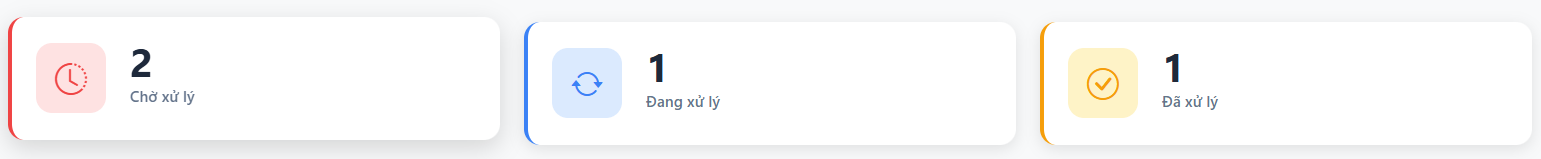 2
Chờ xử lý
1
Đang xử lý
1
Đã xử lý